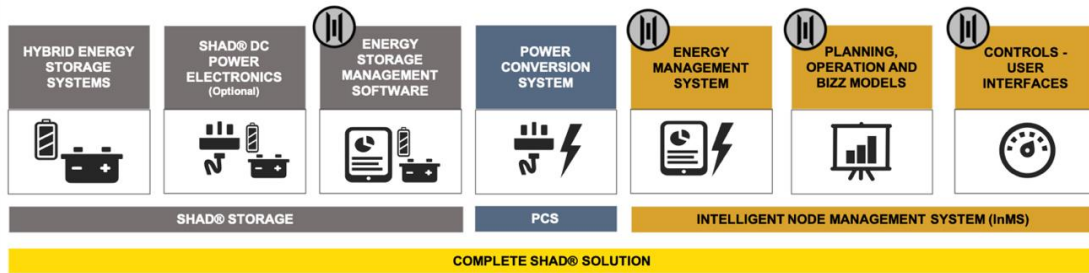 HYBRID ENERGY
STORAGE
SYSTEMS
SHAD® DC
POWER
ELECTRONICS
(Optional)
ENERGY
STORAGE
MANAGEMENT
SOFTWARE
POWER
CONVERSION
SYSTEM
ENERGY
MANAGEMENT
SYSTEM
PLANNING,
OPERATION AND
BIZZ MODELS
CONTROLS -
USER
INTERFACES
SHAD® STORAGE
PCS
INTELLIGENT NODE MANAGEMENT SYSTEM (InMS)
COMPLETE SHAD® SOLUTION